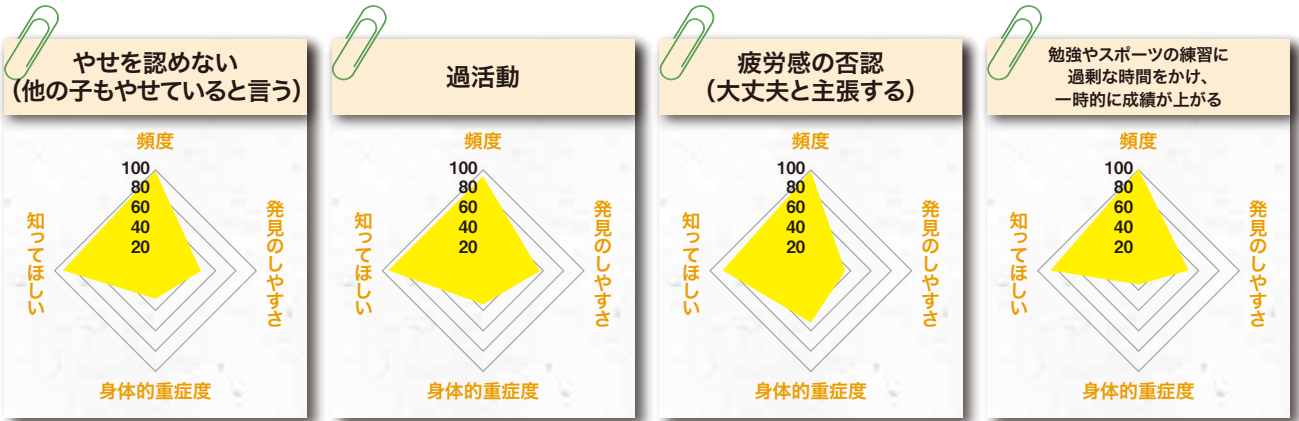 やせを認めない
（他の子もやせていると言う）
頻度
100
80
60
40
20
知ってほしい
発見のしやすさ
身体的重症度
過活動
頻度
100
80
60
40
20
知ってほしい
発見のしやすさ
身体的重症度
疲労感の否認
（大丈夫と主張する）
頻度
100
80
60
40
20
知ってほしい
発見のしやすさ
身体的重症度
勉強やスポーツの練習に
過剰な時間をかけ、
一時的に成績が上がる
頻度
100
80
60
40
20
知ってほしい
発見のしやすさ
身体的重症度